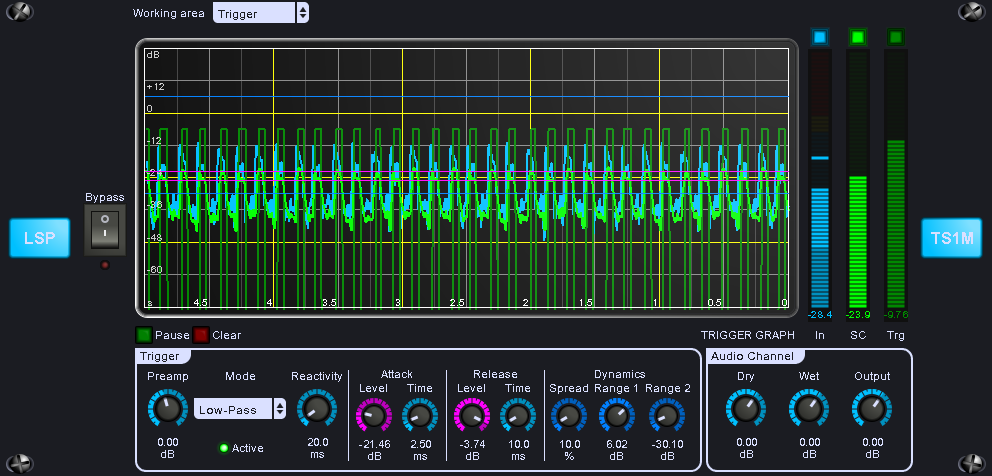 Working area Trigger
dB
+12
0
-12
-24
-36
-48
-60
s 4.5 4 3.5 3 2.5 2 1.5 1 0.5 0
Bypass
LSP
TS1M
-28.4 -23.9 -9.76
Pause Clear TRIGGER GRAPH In SC Trg
Trigger
Preamp Mode Reactivity
Attack Release Dynamics
Level Time Level Time Spread Range 1 Range 2
Low-Pass
Active
0.00 20.0 -21.46 2.50 -3.74 10.0 10.0 6.02 -30.10
dB ms dB ms dB ms % dB dB
Audio Channel
Dry Wet Output
0.00 0.00 0.00
dB dB dB